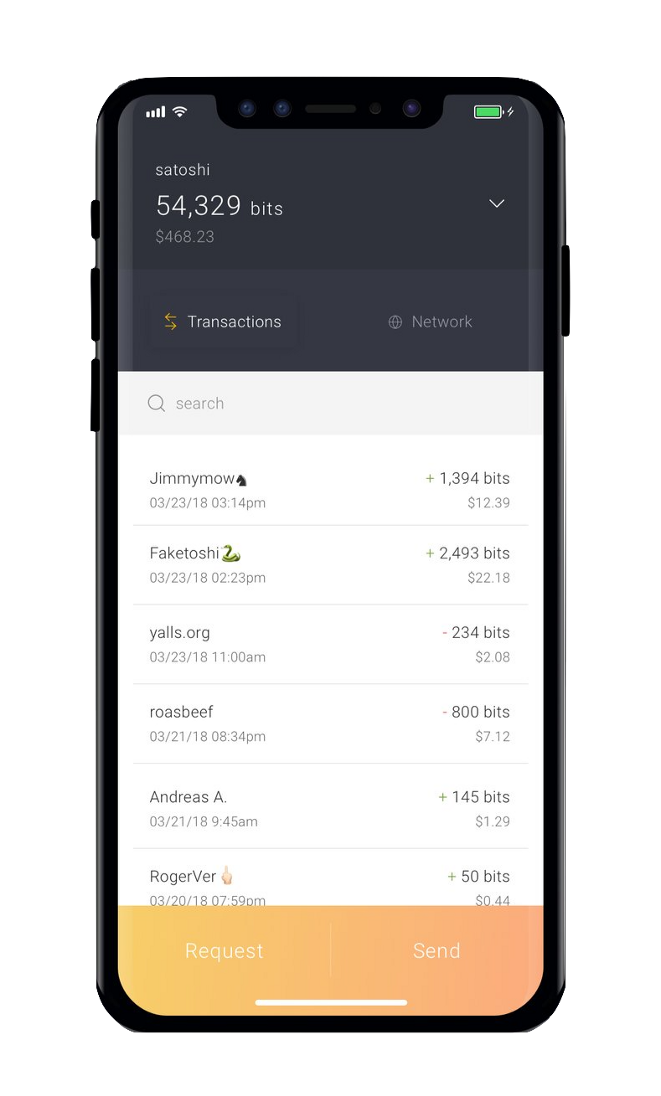 satoshi
54,329 bits
$468.23
Transactions
Network
search
Jimmymow♞
+ 1,394 bits
03/23/18 03:14pm
$12.39
Faketoshi🐍
+ 2,493 bits
03/23/18 02:23pm
$22.18
yalls.org
- 234 bits
03/23/18 11:00am
$2.08
roasbeef
- 800 bits
03/21/18 08:34pm
$7.12
Andreas A.
+ 145 bits
03/21/18 9:45am
$1.29
RogerVer🖕🏻
+ 50 bits
03/20/18 07:59pm
$0.44
Request
Send